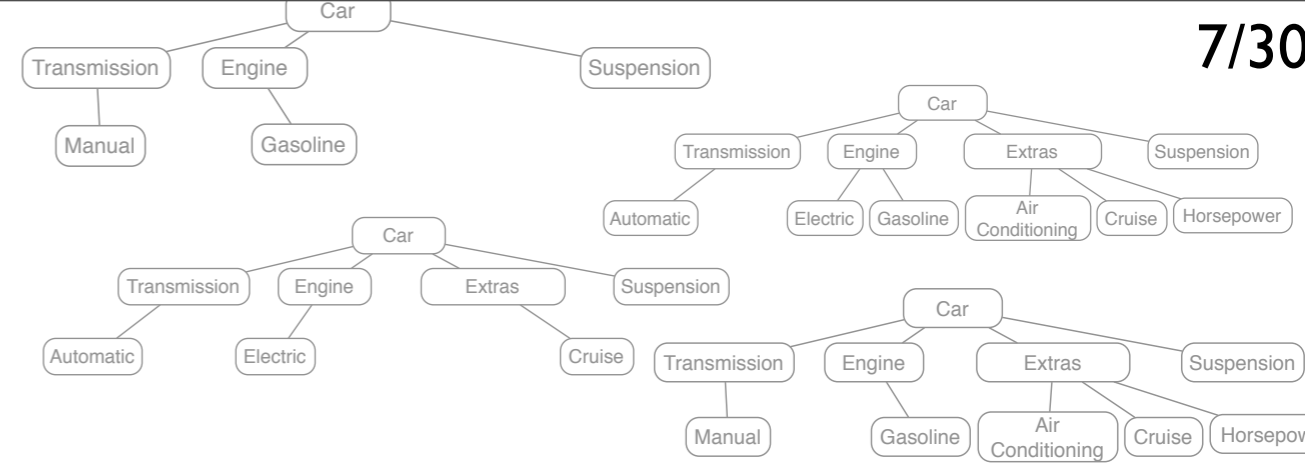 Car
7/30
Transmission Engine Suspension
Manual Gasoline
Car
Transmission Engine Extras Suspension
Automatic Electric Gasoline Air Conditioning Cruise Horsepower
Car
Transmission Engine Extras Suspension
Automatic Electric Cruise
Car
Transmission Engine Extras Suspension
Manual Gasoline Air Conditioning Cruise Horsepow